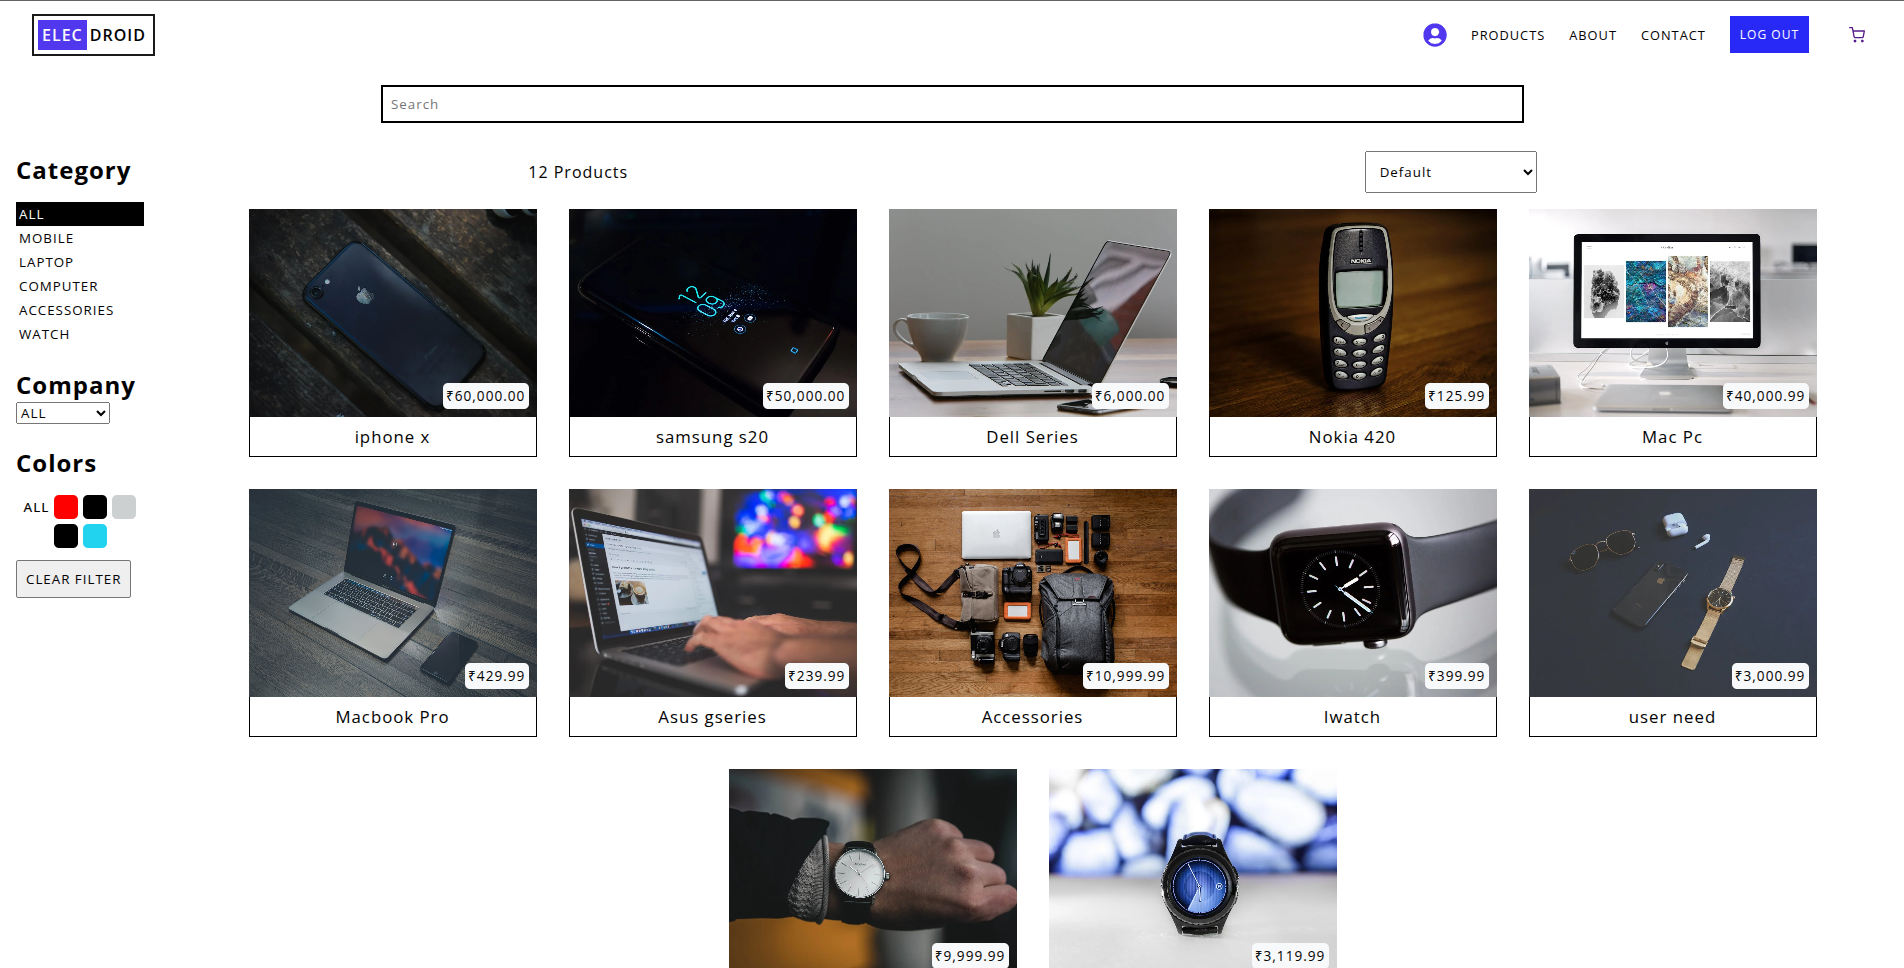 ELEC DROID
PRODUCTS ABOUT CONTACT LOG OUT
Search
12 Products
Default
Category
ALL
MOBILE
LAPTOP
COMPUTER
ACCESSORIES
WATCH
Company
ALL
Colors
ALL
CLEAR FILTER
12
09
NOKIA
₹60,000.00
₹50,000.00
₹6,000.00
₹125.99
₹40,000.99
iphone x
samsung s20
Dell Series
Nokia 420
Mac Pc
₹429.99
₹239.99
₹10,999.99
₹399.99
₹3,000.99
Macbook Pro
Asus gseries
Accessories
Iwatch
user need
₹9,999.99
₹3,119.99